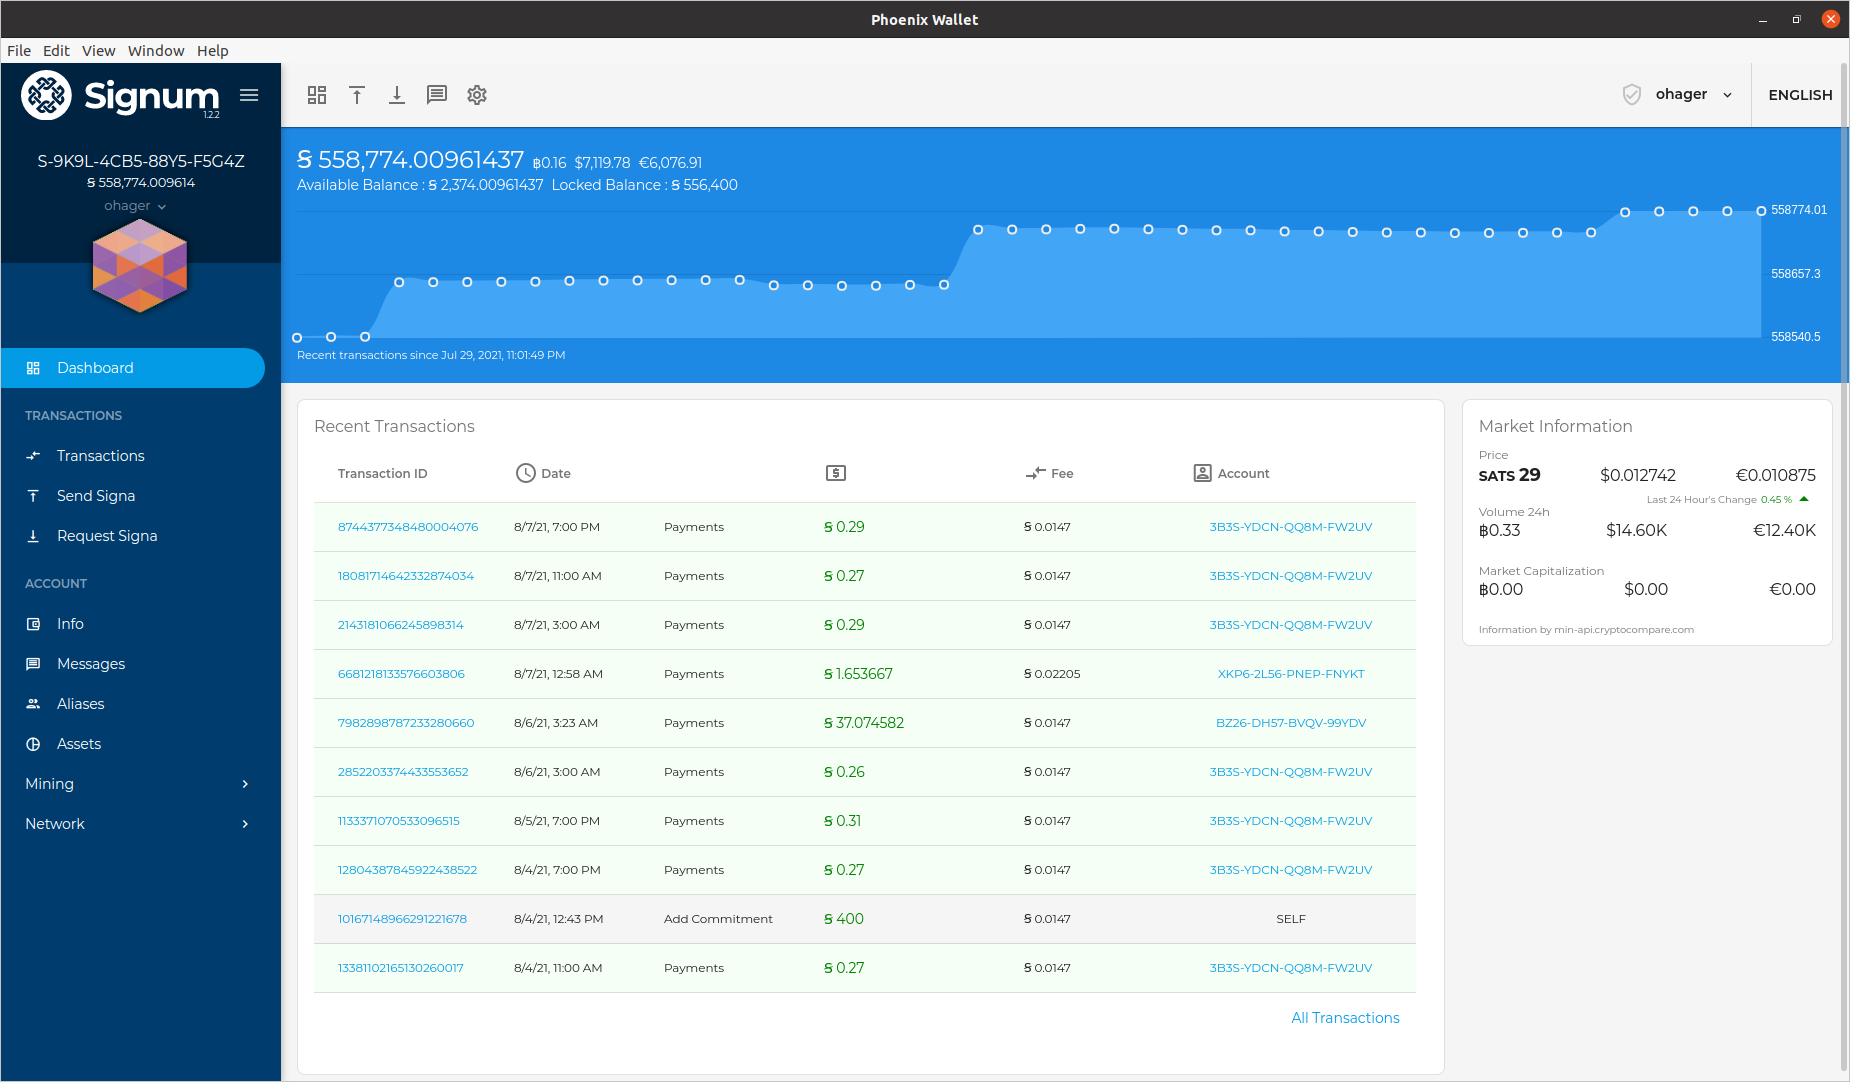 Phoenix Wallet
File Edit View Window Help
Signum
1.2.2
ohager
ENGLISH
S-9K9L-4CB5-88Y5-F5G4Z
Ꞩ 558,774.009614
ohager
Ꞩ 558,774.00961437 ฿0.16 $7,119.78 €6,076.91
Available Balance : Ꞩ 2,374.00961437 Locked Balance : Ꞩ 556,400
558774.01
558657.3
558540.5
Recent transactions since Jul 29, 2021, 11:01:49 PM
Dashboard
TRANSACTIONS
Transactions
Send Signa
Request Signa
ACCOUNT
Info
Messages
Aliases
Assets
Mining
Network
Recent Transactions
Transaction ID Date Fee Account
8744377348480004076 8/7/21, 7:00 PM Payments Ꞩ 0.29 Ꞩ 0.0147 3B3S-YDCN-QQ8M-FW2UV
18081714642332874034 8/7/21, 11:00 AM Payments Ꞩ 0.27 Ꞩ 0.0147 3B3S-YDCN-QQ8M-FW2UV
2143181066245898314 8/7/21, 3:00 AM Payments Ꞩ 0.29 Ꞩ 0.0147 3B3S-YDCN-QQ8M-FW2UV
6681218133576603806 8/7/21, 12:58 AM Payments Ꞩ 1.653667 Ꞩ 0.02205 XKP6-2L56-PNEP-FNYKT
7982898787233280660 8/6/21, 3:23 AM Payments Ꞩ 37.074582 Ꞩ 0.0147 BZ26-DH57-BVQV-99YDV
2852203374433553652 8/6/21, 3:00 AM Payments Ꞩ 0.26 Ꞩ 0.0147 3B3S-YDCN-QQ8M-FW2UV
1133371070533096515 8/5/21, 7:00 PM Payments Ꞩ 0.31 Ꞩ 0.0147 3B3S-YDCN-QQ8M-FW2UV
12804387845922438522 8/4/21, 7:00 PM Payments Ꞩ 0.27 Ꞩ 0.0147 3B3S-YDCN-QQ8M-FW2UV
10167148966291221678 8/4/21, 12:43 PM Add Commitment Ꞩ 400 Ꞩ 0.0147 SELF
13381102165130260017 8/4/21, 11:00 AM Payments Ꞩ 0.27 Ꞩ 0.0147 3B3S-YDCN-QQ8M-FW2UV
All Transactions
Market Information
Price
SATS 29 $0.012742 €0.010875
Last 24 Hour's Change 0.45 %
Volume 24h
฿0.33 $14.60K €12.40K
Market Capitalization
฿0.00 $0.00 €0.00
Information by min-api.cryptocompare.com